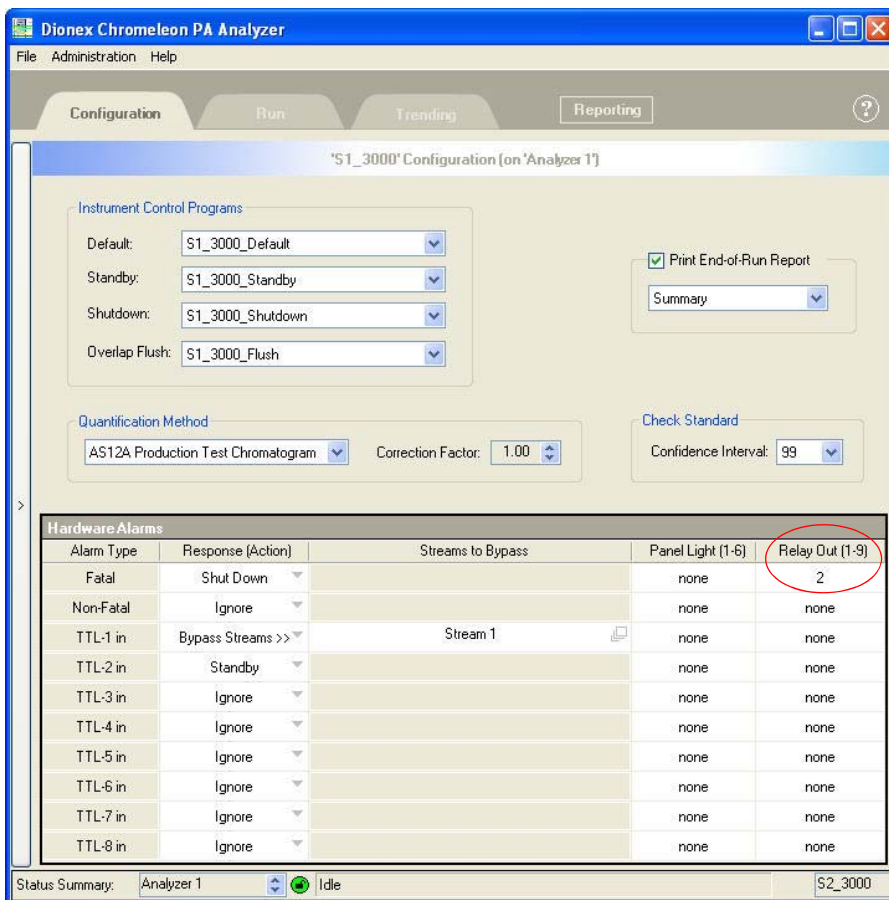 Dionex Chromeleon PA Analyzer
File Administration Help
Configuration Run Trending Reporting ?
'S1_3000' Configuration (on 'Analyzer 1')
Instrument Control Programs
Default: S1_3000_Default
Standby: S1_3000_Standby
Shutdown: S1_3000_Shutdown
Overlap Flush: S1_3000_Flush
Print End-of-Run Report
Summary
Quantification Method
AS12A Production Test Chromatogram Correction Factor: 1.00
Check Standard
Confidence Interval: 99
>
Hardware Alarms
Alarm Type Response (Action) Streams to Bypass Panel Light (1-6) Relay Out (1-9)
Fatal Shut Down none 2
Non-Fatal Ignore none none
TTL-1 in Bypass Streams >> Stream 1 none none
TTL-2 in Standby none none
TTL-3 in Ignore none none
TTL-4 in Ignore none none
TTL-5 in Ignore none none
TTL-6 in Ignore none none
TTL-7 in Ignore none none
TTL-8 in Ignore none none
Status Summary: Analyzer 1 Idle S2_3000